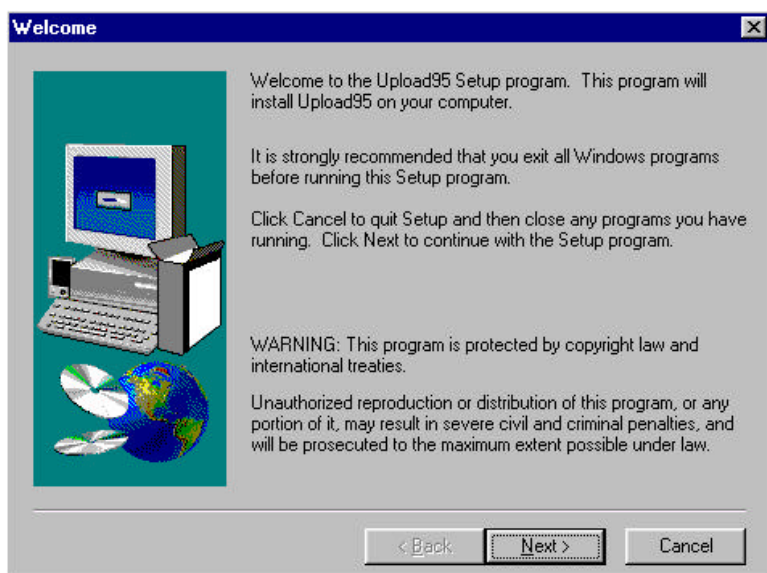 Welcome
Welcome to the Upload95 Setup program. This program will
install Upload95 on your computer.
It is strongly recommended that you exit all Windows programs
before running this Setup program.
Click Cancel to quit Setup and then close any programs you have
running. Click Next to continue with the Setup program.
WARNING: This program is protected by copyright law and
international treaties.
Unauthorized reproduction or distribution of this program, or any
portion of it, may result in severe civil and criminal penalties, and
will be prosecuted to the maximum extent possible under law.
< Back Next > Cancel